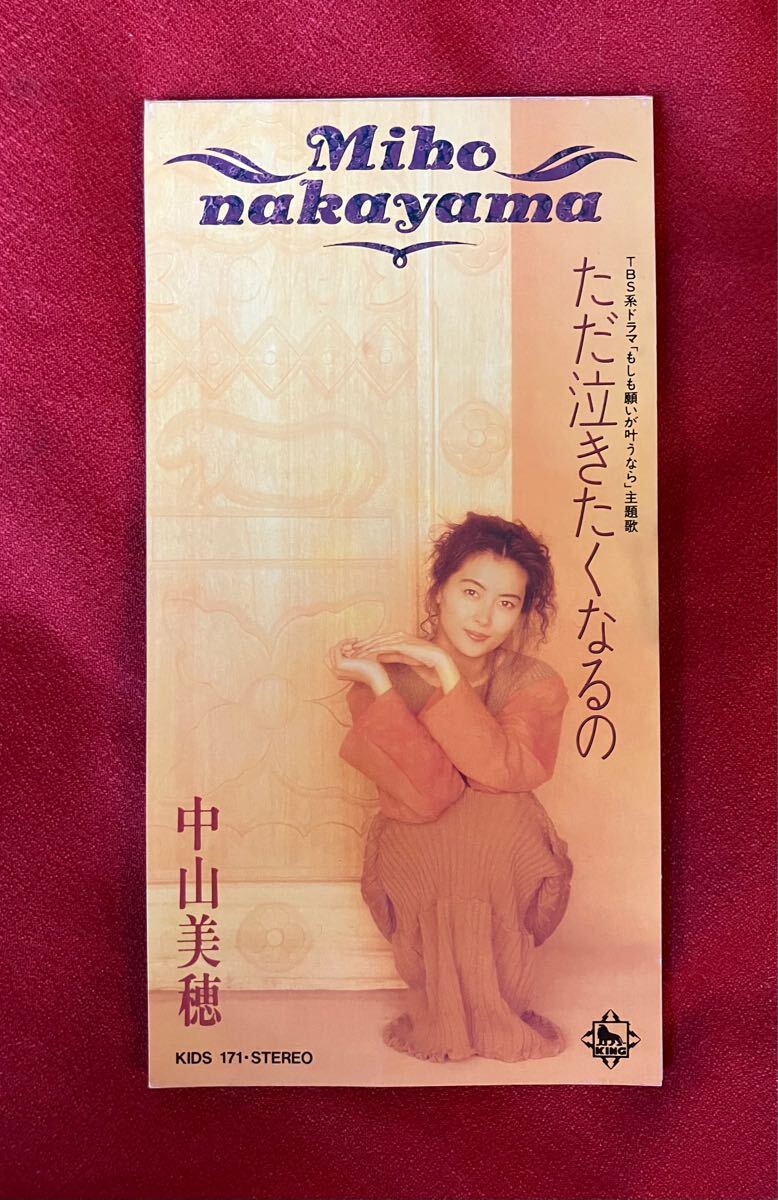 Miho
nakayama
TBS系ドラマ「もしも願いが叶うなら」主題歌
ただ泣きたくなるの
中山美穂
KIDS 171・STEREO
KING